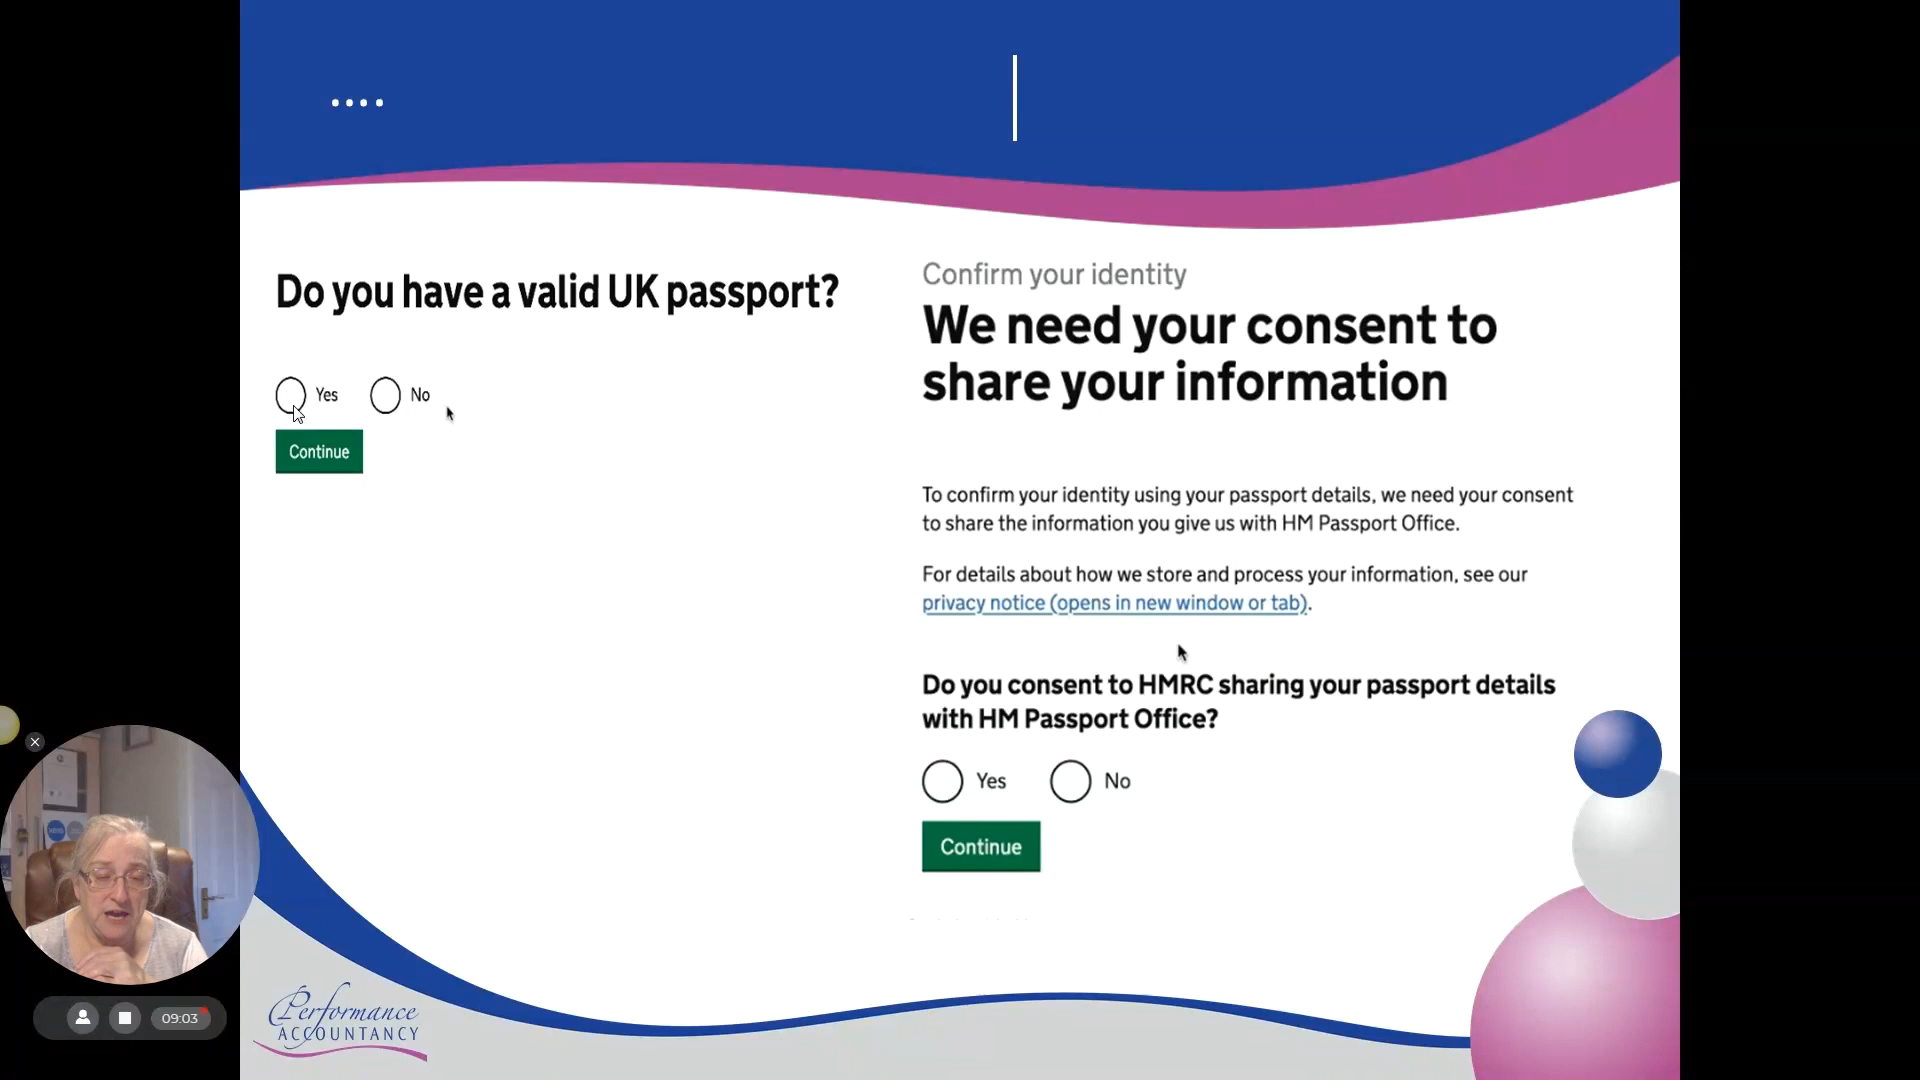 Do you have a valid UK passport?
Yes No
Continue
Confirm your identity
We need your consent to
share your information
To confirm your identity using your passport details, we need your consent
to share the information you give us with HM Passport Office.
For details about how we store and process your information, see our
privacy notice (opens in new window or tab).
Do you consent to HMRC sharing your passport details
with HM Passport Office?
Yes No
Continue
09:03
Performance
ACCOUNTANCY